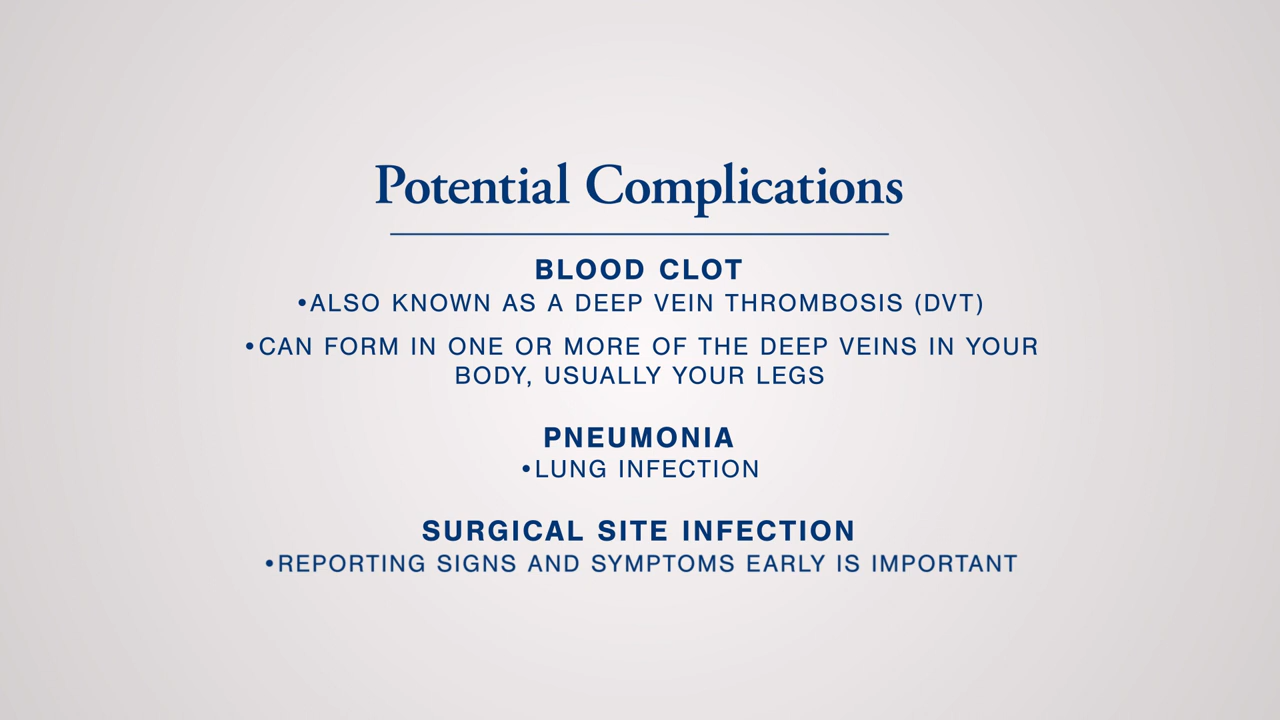 Potential Complications
BLOOD CLOT
•ALSO KNOWN AS A DEEP VEIN THROMBOSIS (DVT)
•CAN FORM IN ONE OR MORE OF THE DEEP VEINS IN YOUR
BODY, USUALLY YOUR LEGS
PNEUMONIA
•LUNG INFECTION
SURGICAL SITE INFECTION
•REPORTING SIGNS AND SYMPTOMS EARLY IS IMPORTANT